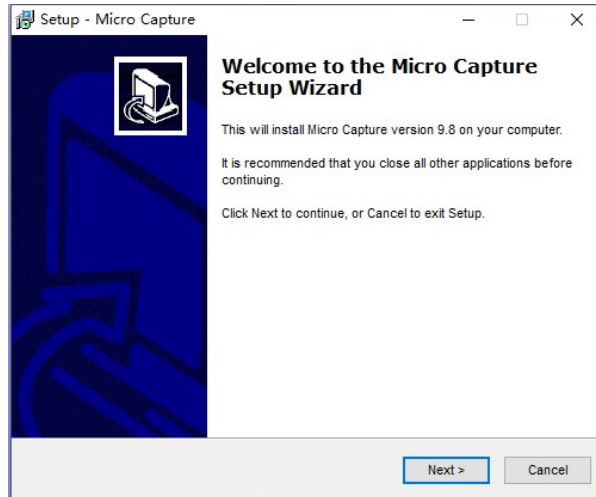 Setup - Micro Capture
Welcome to the Micro Capture
Setup Wizard
This will install Micro Capture version 9.8 on your computer.
It is recommended that you close all other applications before
continuing.
Click Next to continue, or Cancel to exit Setup.
Next >
Cancel